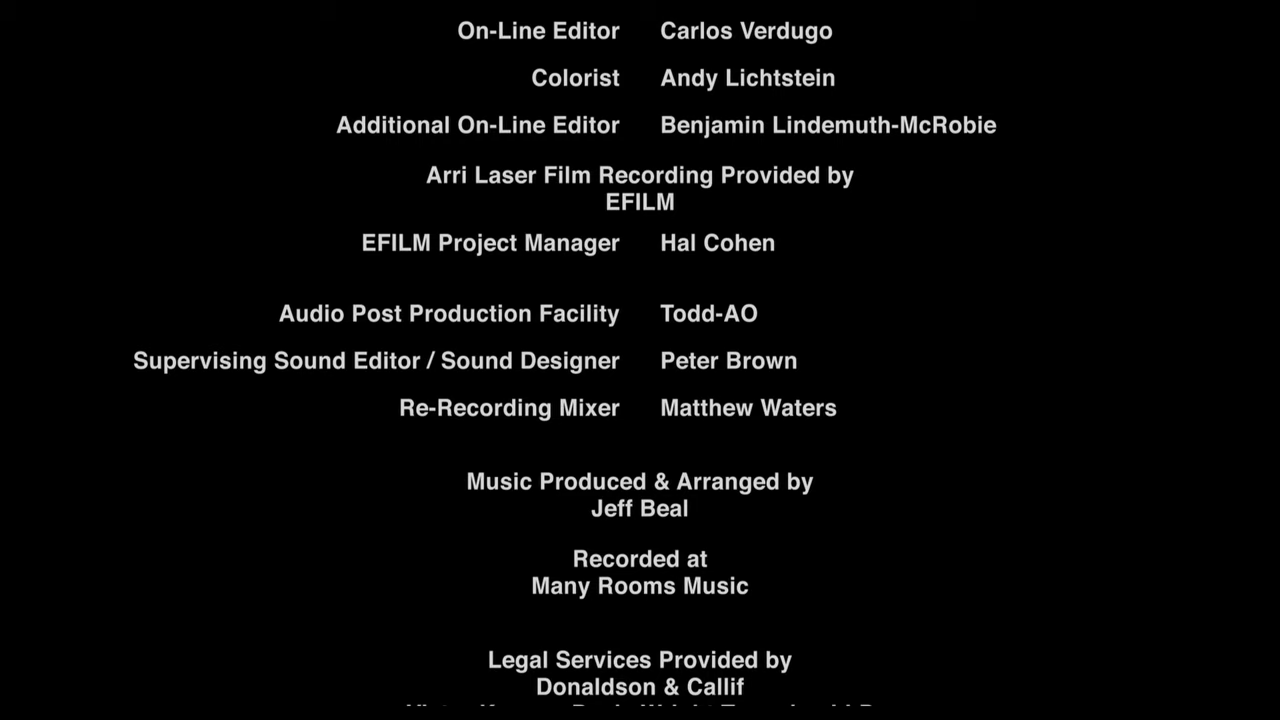 On-Line Editor Carlos Verdugo
Colorist Andy Lichtstein
Additional On-Line Editor Benjamin Lindemuth-McRobie
Arri Laser Film Recording Provided by
EFILM
EFILM Project Manager Hal Cohen
Audio Post Production Facility Todd-AO
Supervising Sound Editor / Sound Designer Peter Brown
Re-Recording Mixer Matthew Waters
Music Produced & Arranged by
Jeff Beal
Recorded at
Many Rooms Music
Legal Services Provided by
Donaldson & Callif